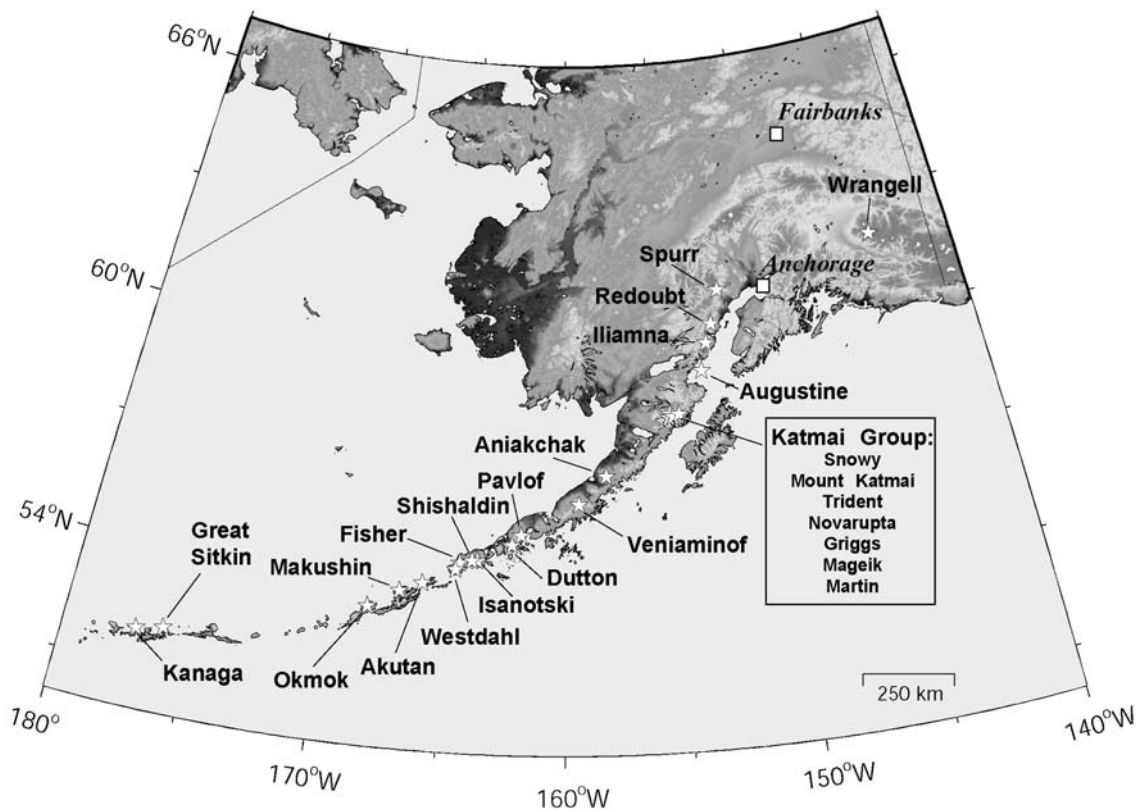 66°N
Fairbanks
Wrangell
60°N
Spurr
Anchorage
Redoubt
Iliamna
Augustine
Katmai Group:
Snowy
Mount Katmai
Trident
Novarupta
Griggs
Mageik
Martin
Aniakchak
Pavlof
Shishaldin
54°N
Great
Sitkin
Fisher
Veniaminof
Makushin
Dutton
Isanotski
Westdahl
Akutan
Kanaga
Okmok
250 km
180°
140°W
170°W
150°W
160°W